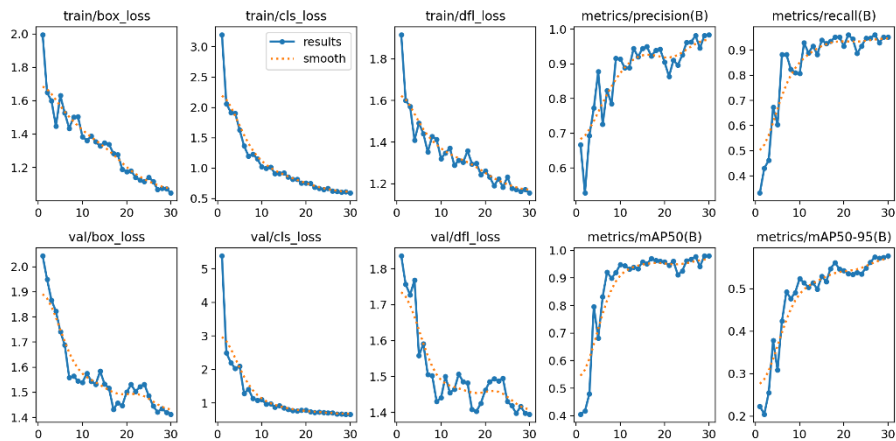 train/box_loss
train/cls_loss
train/dfl_loss
metrics/precision(B)
metrics/recall(B)
results
smooth
2.0
1.8
1.6
1.4
1.2
0 10 20 30
3.0
2.5
2.0
1.5
1.0
0.5
0 10 20 30
1.8
1.6
1.4
1.2
0 10 20 30
1.0
0.9
0.8
0.7
0.6
0 10 20 30
0.9
0.8
0.7
0.6
0.5
0.4
0 10 20 30
val/box_loss
val/cls_loss
val/dfl_loss
metrics/mAP50(B)
metrics/mAP50-95(B)
2.0
1.9
1.8
1.7
1.6
1.5
1.4
0 10 20 30
5
4
3
2
1
0 10 20 30
1.8
1.7
1.6
1.5
1.4
0 10 20 30
1.0
0.9
0.8
0.7
0.6
0.5
0.4
0 10 20 30
0.5
0.4
0.3
0.2
0 10 20 30